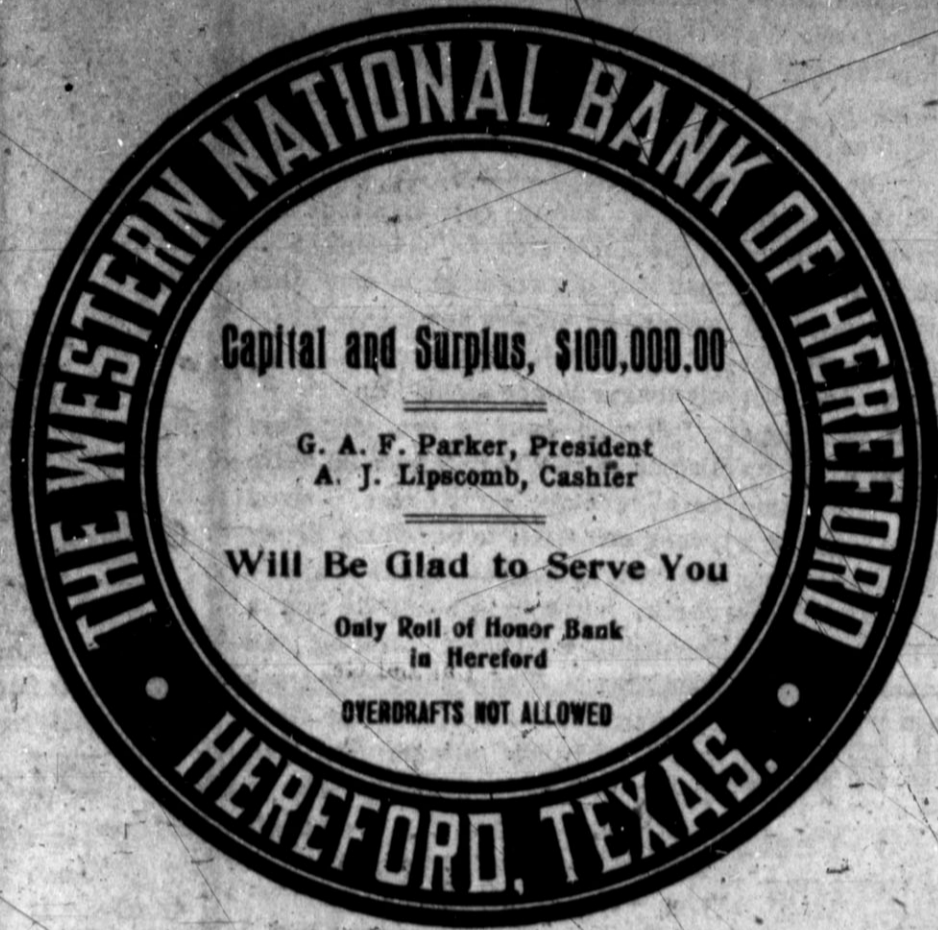 THE WESTERN NATIONAL BANK OF HEREFORD
Capital and Surplus, $100,000.00
G. A. F. Parker, President
A. J. Lipscomb, Cashier
Will Be Glad to Serve You
Only Roll of Honor Bank
in Hereford
OVERDRAFTS NOT ALLOWED
HEREFORD, TEXAS.